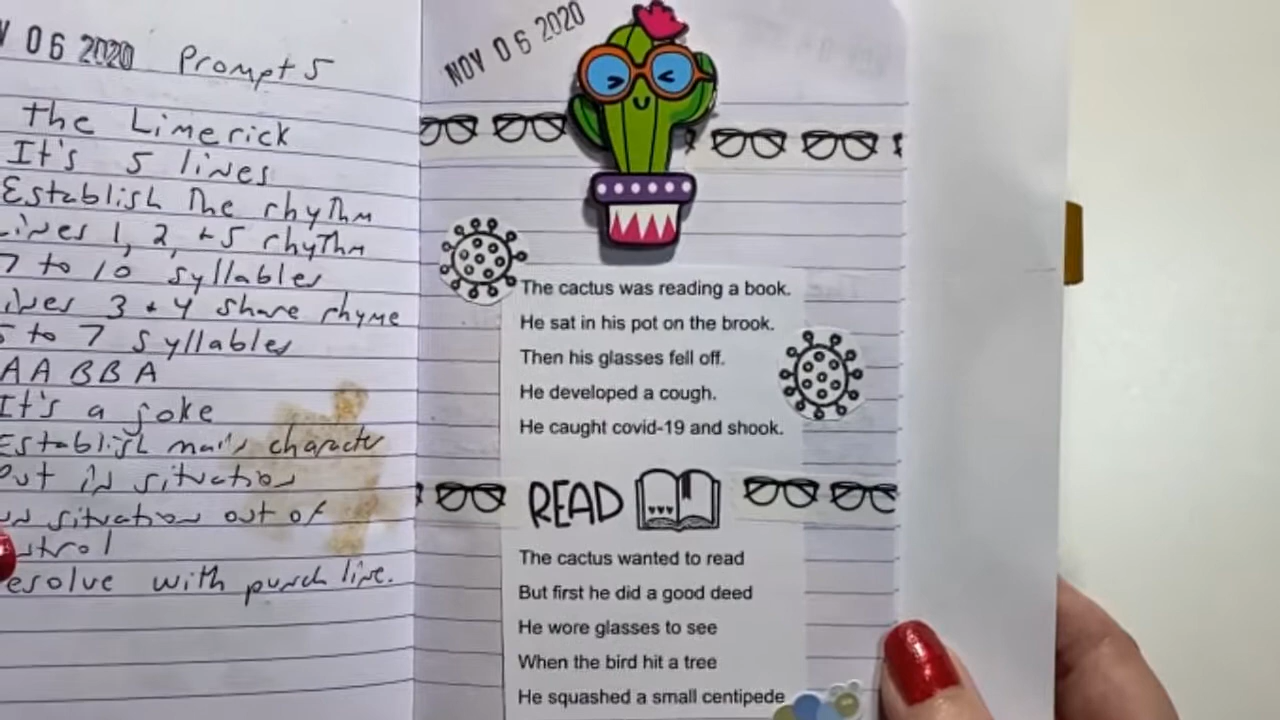 06 2020 Prompt 5
The Limerick
It's 5 lines
Establish The rhythm
Lines 1, 2, +5 rhythm
7 to 10 syllables
Lines 3 + 4 share rhyme
5 to 7 Syllables
AABBA
It's a joke
Establish main character
Put in situation
situation out of
esolve with punch line.
NOV 06 2020
The cactus was reading a book.
He sat in his pot on the brook.
Then his glasses fell off.
He developed a cough.
He caught covid-19 and shook.
READ
The cactus wanted to read
But first he did a good deed
He wore glasses to see
When the bird hit a tree
He squashed a small centipede